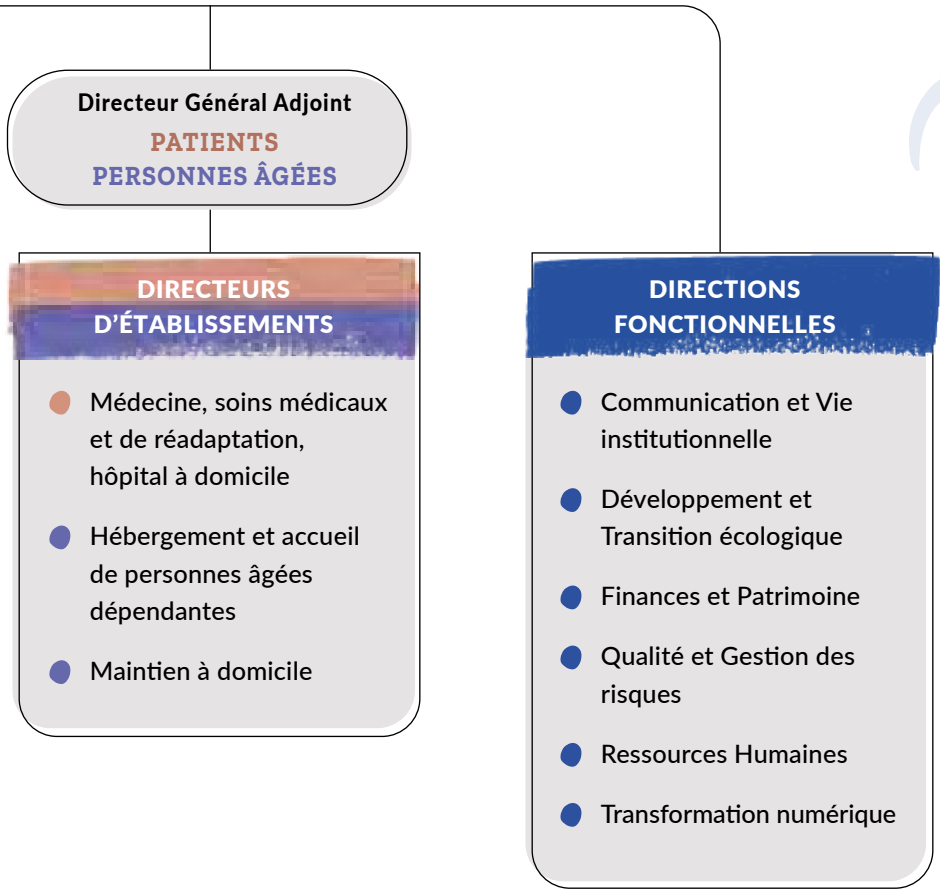 Directeur Général Adjoint
PATIENTS
PERSONNES ÂGÉES
DIRECTEURS
D’ÉTABLISSEMENTS
Médecine, soins médicaux
et de réadaptation,
hôpital à domicile
Hébergement et accueil
de personnes âgées
dépendantes
Maintien à domicile
DIRECTIONS
FONCTIONNELLES
Communication et Vie
institutionnelle
Développement et
Transition écologique
Finances et Patrimoine
Qualité et Gestion des
risques
Ressources Humaines
Transformation numérique